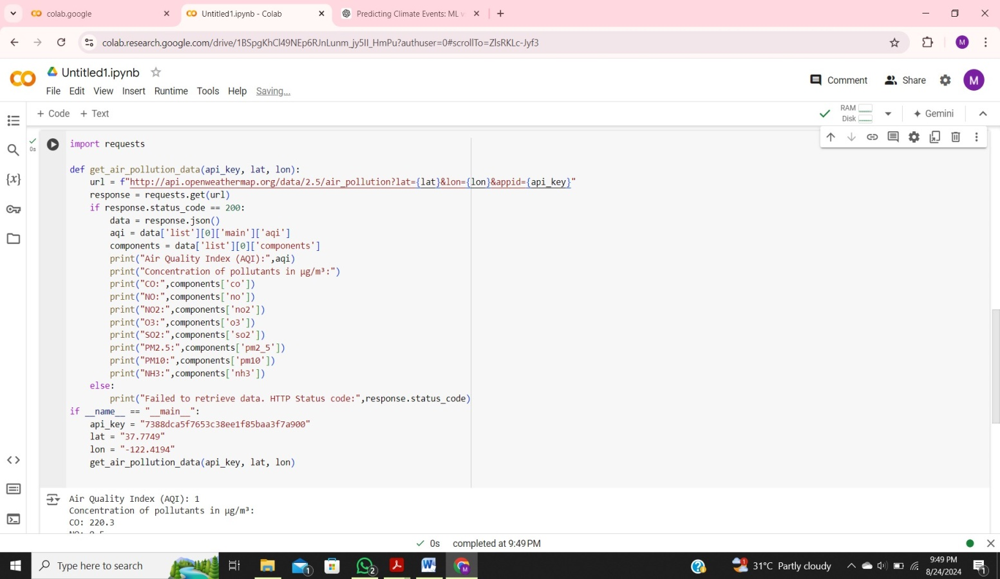 colab.google
Untitled1.ipynb - Colab
Predicting Climate Events: ML v
colab.research.google.com/drive/1BSpgKhCl49NEp6RJnLunm_jy5II_HmPu?authuser=0#scrollTo=ZlsRKLc-Jyf3
M
CO
Untitled1.ipynb
Comment
Share
M
File Edit View Insert Runtime Tools Help Saving...
+ Code + Text
RAM
Disk
Gemini
0s
import requests
def get_air_pollution_data(api_key, lat, lon):
url = f"http://api.openweathermap.org/data/2.5/air_pollution?lat={lat}&lon={lon}&appid={api_key}"
response = requests.get(url)
if response.status_code == 200:
data = response.json()
aqi = data['list'][0]['main']['aqi']
components = data['list'][0]['components']
print("Air Quality Index (AQI):",aqi)
print("Concentration of pollutants in µg/m³:")
print("CO:",components['co'])
print("NO:",components['no'])
print("NO2:",components['no2'])
print("O3:",components['o3'])
print("SO2:",components['so2'])
print("PM2.5:",components['pm2_5'])
print("PM10:",components['pm10'])
print("NH3:",components['nh3'])
else:
print("Failed to retrieve data. HTTP Status code:",response.status_code)
if __name__ == "__main__":
api_key = "7388dca5f7653c38ee1f85baa3f7a900"
lat = "37.7749"
lon = "-122.4194"
get_air_pollution_data(api_key, lat, lon)
Air Quality Index (AQI): 1
Concentration of pollutants in µg/m³:
CO: 220.3
0s completed at 9:49 PM
Type here to search
1
2
M
1
31°C Partly cloudy
9:49 PM
8/24/2024
1